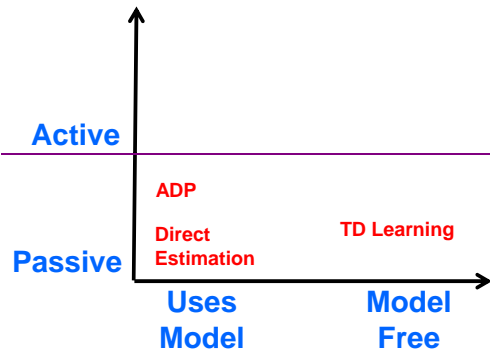 Active
ADP
Direct
Estimation
TD Learning
Passive
Uses
Model
Model
Free